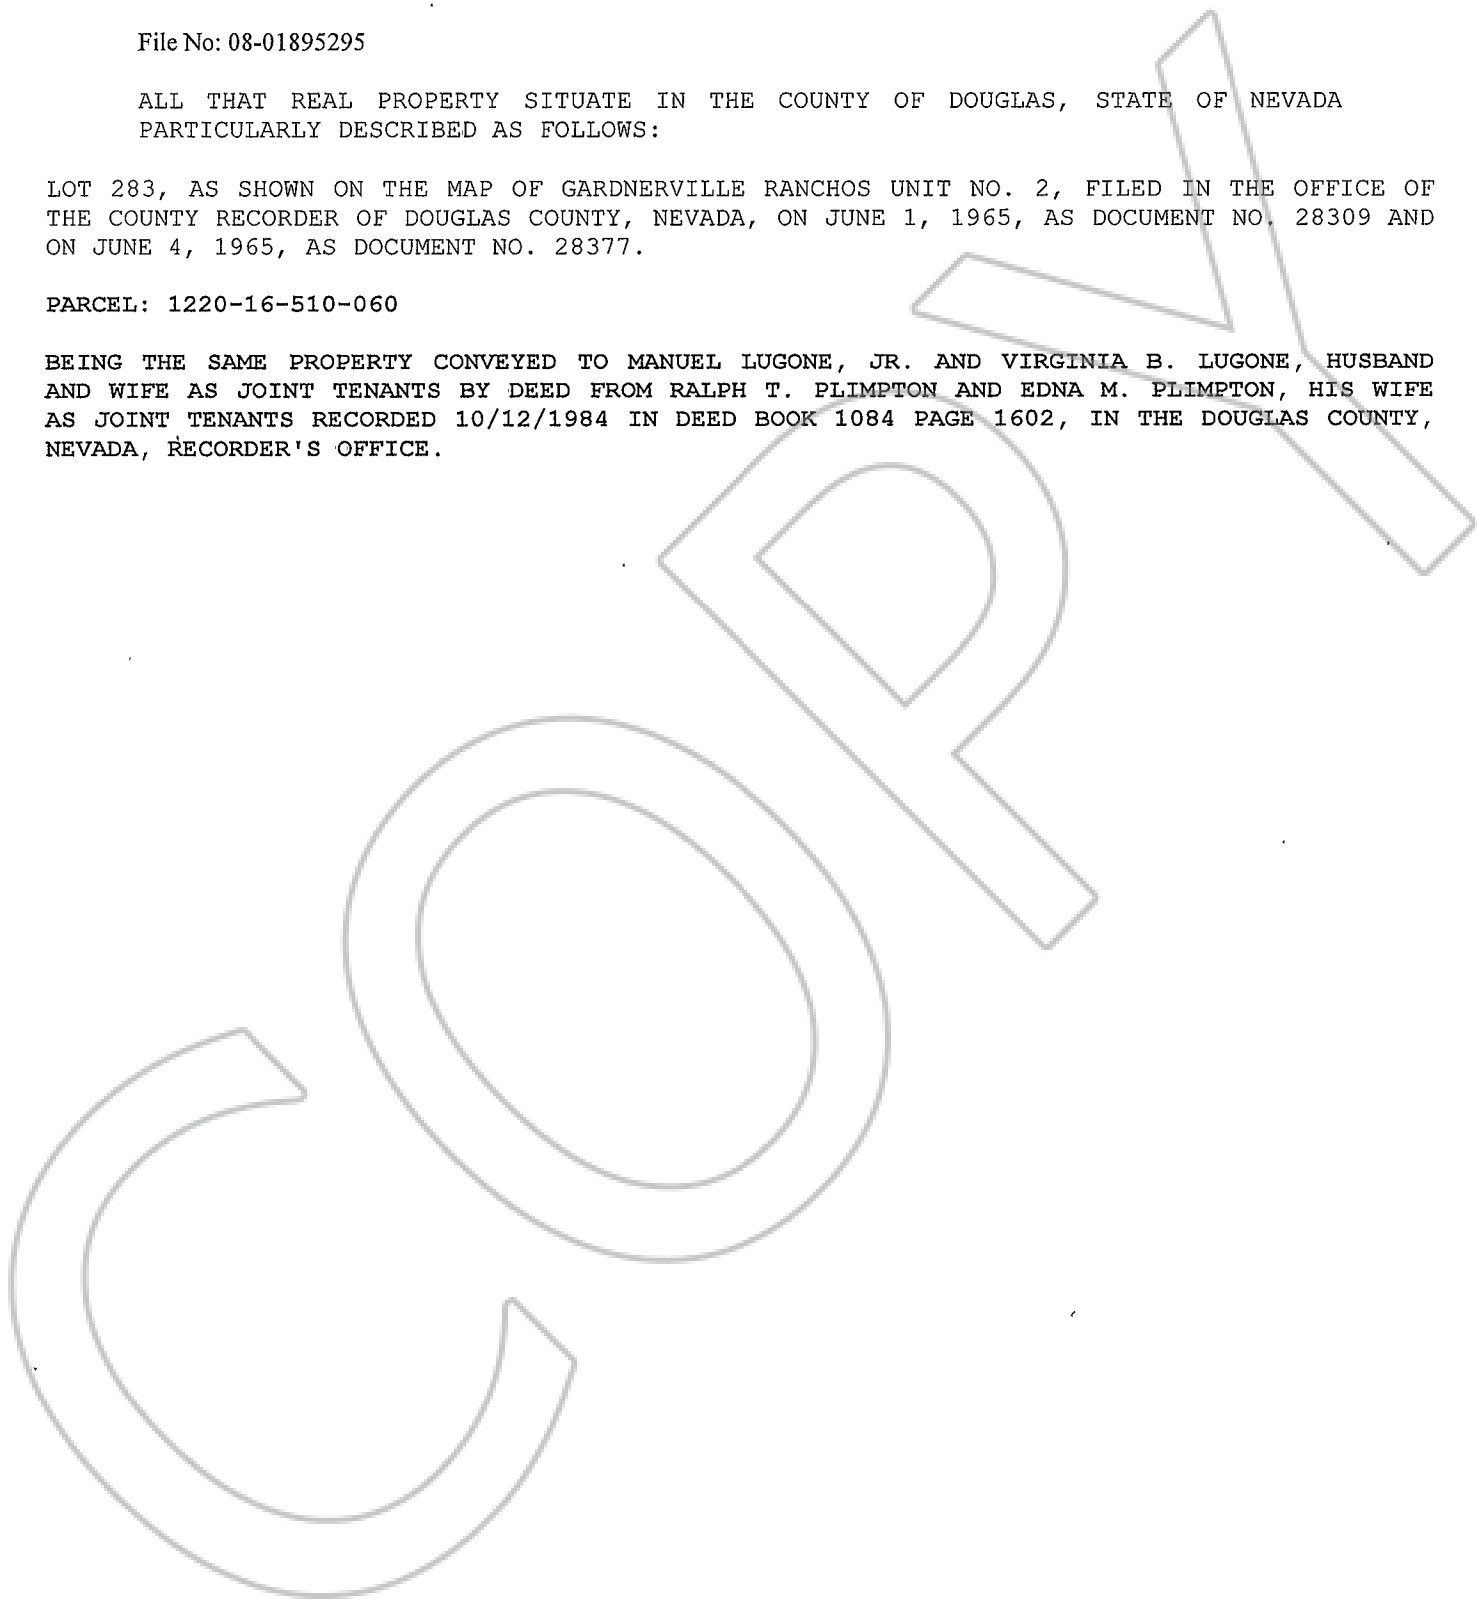 File No: 08-01895295
ALL THAT REAL PROPERTY SITUATE IN THE COUNTY OF DOUGLAS, STATE OF NEVADA
PARTICULARLY DESCRIBED AS FOLLOWS:
LOT 283, AS SHOWN ON THE MAP OF GARDNERVILLE RANCHOS UNIT NO. 2, FILED IN THE OFFICE OF
THE COUNTY RECORDER OF DOUGLAS COUNTY, NEVADA, ON JUNE 1, 1965, AS DOCUMENT NO. 28309 AND
ON JUNE 4, 1965, AS DOCUMENT NO. 28377.
PARCEL: 1220-16-510-060
BEING THE SAME PROPERTY CONVEYED TO MANUEL LUGONE, JR. AND VIRGINIA B. LUGONE, HUSBAND
AND WIFE AS JOINT TENANTS BY DEED FROM RALPH T. PLIMPTON AND EDNA M. PLIMPTON, HIS WIFE
AS JOINT TENANTS RECORDED 10/12/1984 IN DEED BOOK 1084 PAGE 1602, IN THE DOUGLAS COUNTY,
NEVADA, RECORDER'S OFFICE.
COPY